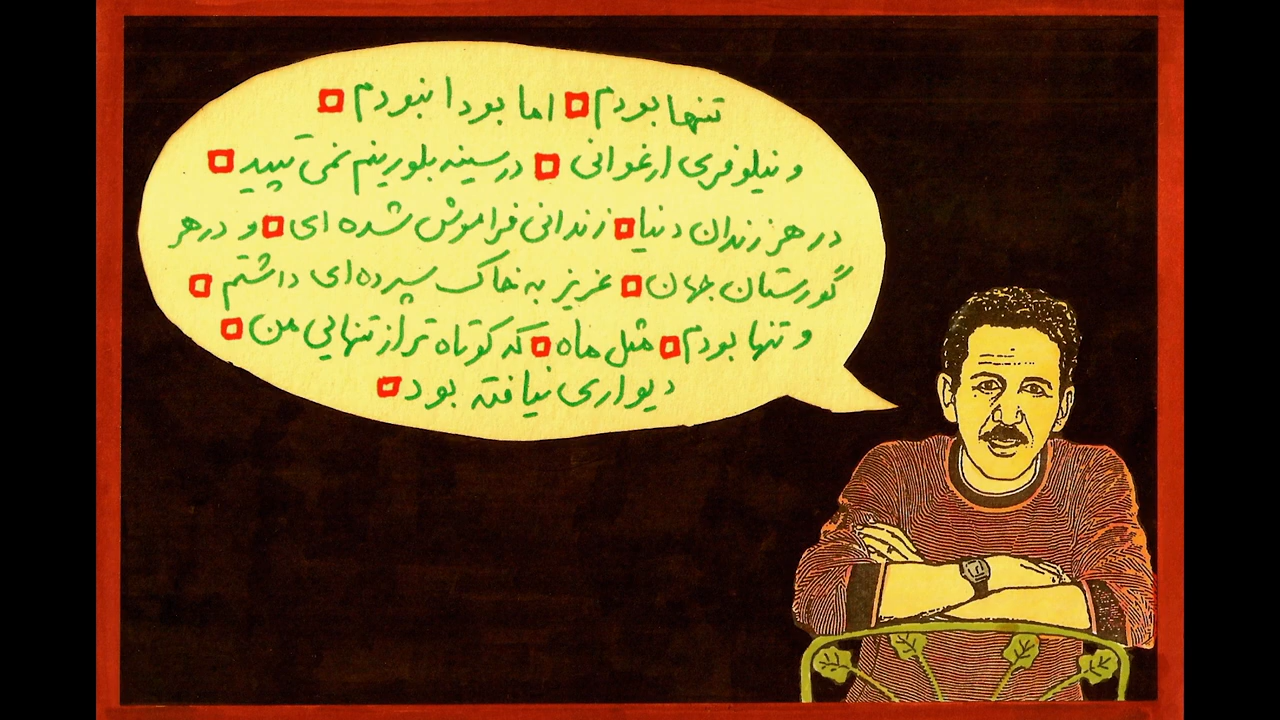 تنها بودم □ اما بودا نبودم □
و نیلوفری ارغوانی □ در سینه بلورینم نمی تپید □
در هر زندان دنیا □ زندانی فراموش شده ای □ و در هر
گورستان جهان □ عزیز به خاک سپرده ای داشتم □
و تنها بودم □ مثل ماه □ که کوتاه تر از تنهایی من □
دیواری نیافته بود □